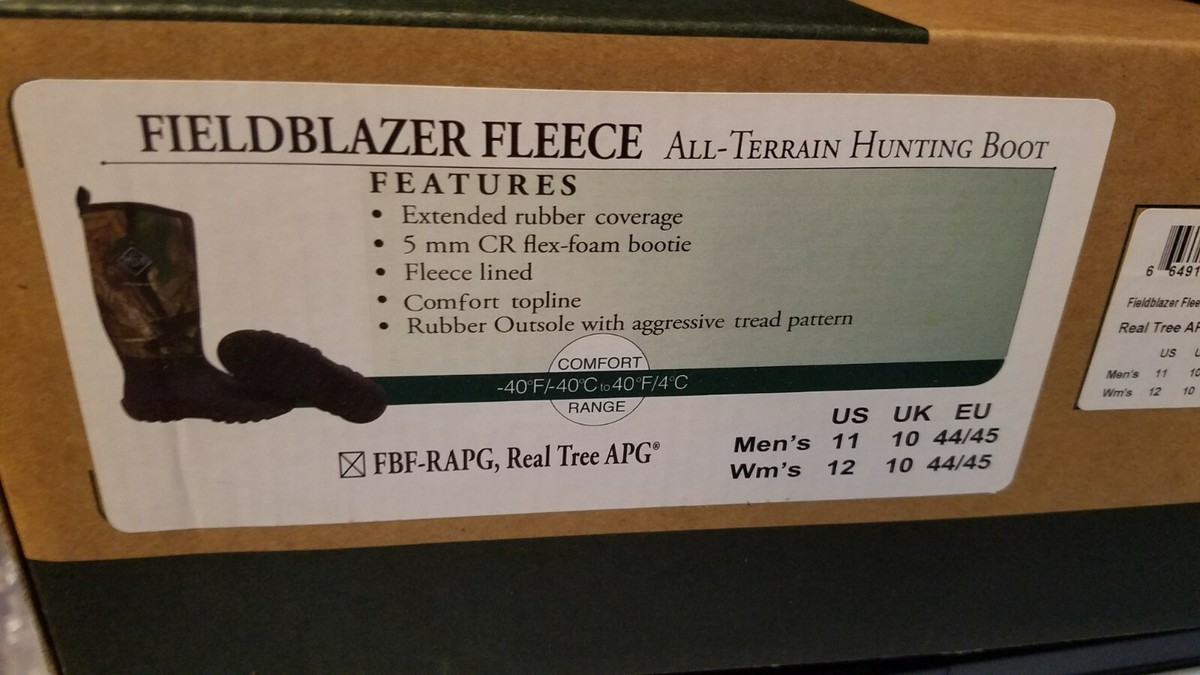 FIELDBLAZER FLEECE ALL-TERRAIN HUNTING BOOT
FEATURES
• Extended rubber coverage
• 5 mm CR flex-foam bootie
• Fleece lined
• Comfort topline
• Rubber Outsole with aggressive tread pattern
COMFORT
-40°F/-40°C to 40°F/4°C
RANGE
US UK EU
Men's 11 10 44/45
Wm's 12 10 44/45
☒ FBF-RAPG, Real Tree APG®
6 6491
Fieldblazer
Real Tree
US
Men's 11 10
Wm's 12 10